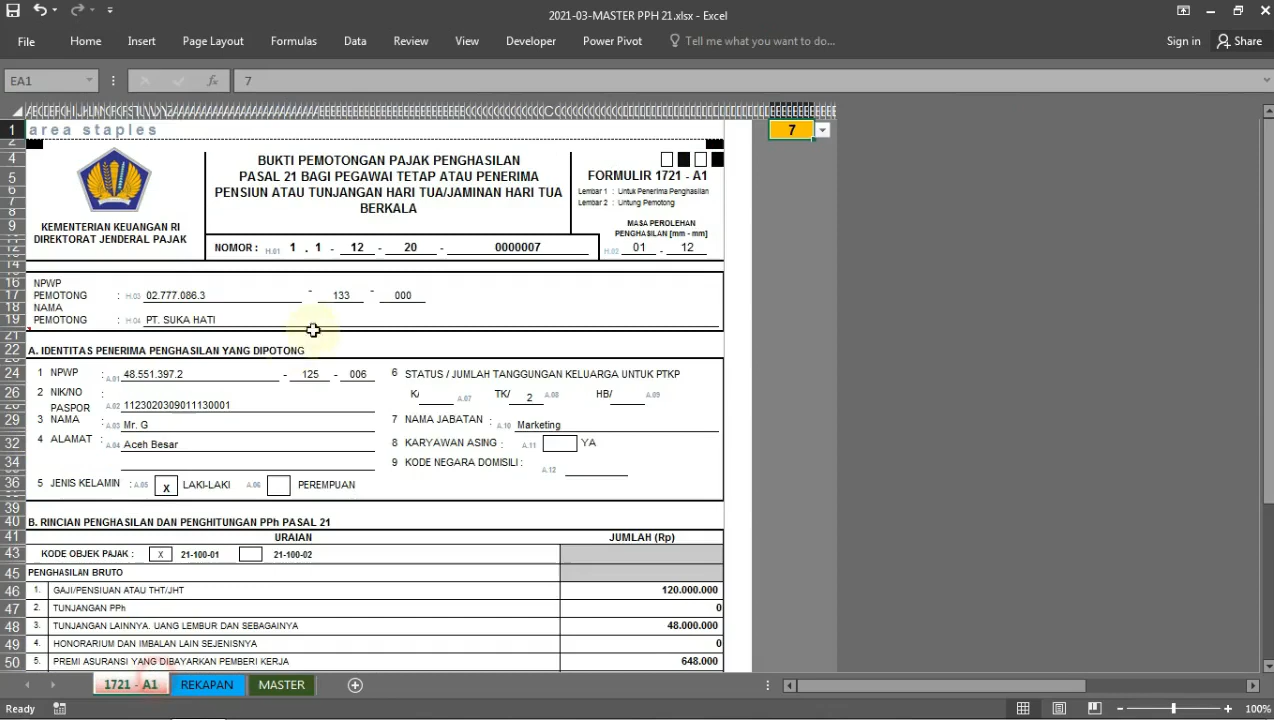 2021-03-MASTER PPH 21.xlsx - Excel
File Home Insert Page Layout Formulas Data Review View Developer Power Pivot Tell me what you want to do... Sign in Share
EA1 fx 7
1 area staples 7
BUKTI PEMOTONGAN PAJAK PENGHASILAN
PASAL 21 BAGI PEGAWAI TETAP ATAU PENERIMA
PENSIUN ATAU TUNJANGAN HARI TUA/JAMINAN HARI TUA
BERKALA
FORMULIR 1721 - A1
Lembar 1 : Untuk Penerima Penghasilan
Lembar 2 : Untung Pemotong
KEMENTERIAN KEUANGAN RI
DIREKTORAT JENDERAL PAJAK
MASA PEROLEHAN
PENGHASILAN [mm - mm]
NOMOR : H.01 1 . 1 - 12 - 20 - 0000007
H.02 01 - 12
NPWP
PEMOTONG : H.03 02.777.086.3 - 133 - 000
NAMA
PEMOTONG : H.04 PT. SUKA HATI
A. IDENTITAS PENERIMA PENGHASILAN YANG DIPOTONG
1 NPWP : A.01 48.551.397.2 - 125 - 006
2 NIK/NO :
PASPOR A.02 1123020309011130001
3 NAMA : A.03 Mr. G
4 ALAMAT : A.04 Aceh Besar
5 JENIS KELAMIN : A.05 X LAKI-LAKI A.06 PEREMPUAN
6 STATUS / JUMLAH TANGGUNGAN KELUARGA UNTUK PTKP
K/ A.07 TK/ 2 A.08 HB/ A.09
7 NAMA JABATAN : A.10 Marketing
8 KARYAWAN ASING : A.11 YA
9 KODE NEGARA DOMISILI : A.12
B. RINCIAN PENGHASILAN DAN PENGHITUNGAN PPh PASAL 21
URAIAN JUMLAH (Rp)
KODE OBJEK PAJAK : X 21-100-01 21-100-02
PENGHASILAN BRUTO
1. GAJI/PENSIUAN ATAU THT/JHT 120.000.000
2. TUNJANGAN PPh 0
3. TUNJANGAN LAINNYA. UANG LEMBUR DAN SEBAGAINYA 48.000.000
4. HONORARIUM DAN IMBALAN LAIN SEJENISNYA 0
5. PREMI ASURANSI YANG DIBAYARKAN PEMBERI KERJA 648.000
1721 - A1 REKAPAN MASTER
Ready 100%